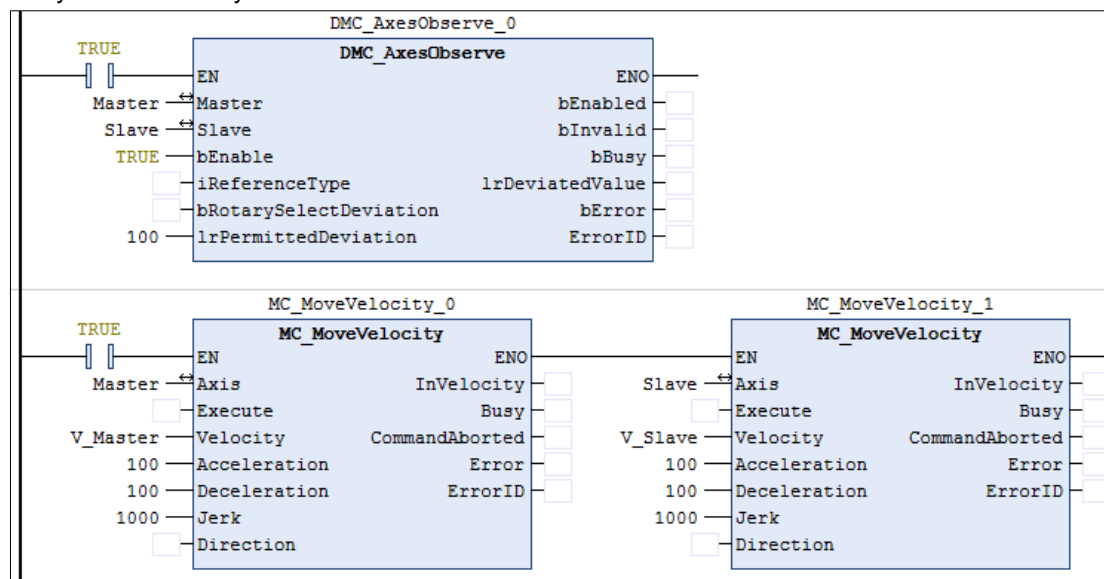 DMC_AxesObserve_0
TRUE
DMC_AxesObserve
EN ENO
Master Master bEnabled
Slave Slave bInvalid
TRUE bEnable bBusy
iReferenceType lrDeviatedValue
bRotarySelectDeviation bError
100 lrPermittedDeviation ErrorID
MC_MoveVelocity_0 MC_MoveVelocity_1
TRUE
MC_MoveVelocity MC_MoveVelocity
EN ENO EN ENO
Master Axis InVelocity Slave Axis InVelocity
Execute Busy Execute Busy
V_Master Velocity CommandAborted V_Slave Velocity CommandAborted
100 Acceleration Error 100 Acceleration Error
100 Deceleration ErrorID 100 Deceleration ErrorID
1000 Jerk 1000 Jerk
Direction Direction